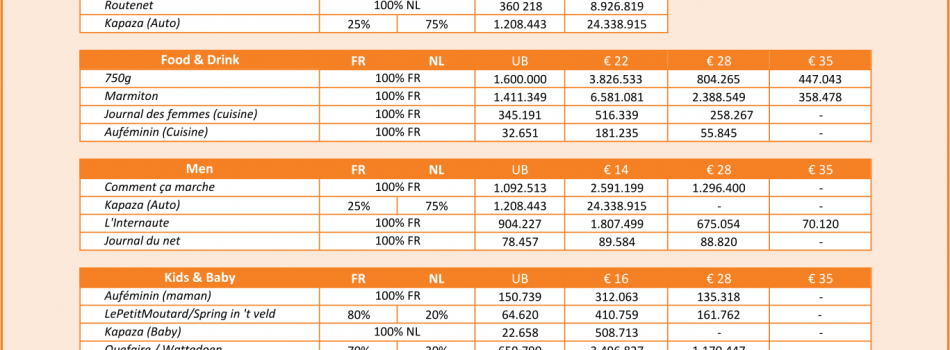 Routenet 100% NL 360 218 8.926.819
Kapaza (Auto) 25% 75% 1.208.443 24.338.915
Food & Drink FR NL UB € 22 € 28 € 35
750g 100% FR 1.600.000 3.826.533 804.265 447.043
Marmiton 100% FR 1.411.349 6.581.081 2.388.549 358.478
Journal des femmes (cuisine) 100% FR 345.191 516.339 258.267 -
Auféminin (Cuisine) 100% FR 32.651 181.235 55.845 -
Men FR NL UB € 14 € 28 € 35
Comment ça marche 100% FR 1.092.513 2.591.199 1.296.400 -
Kapaza (Auto) 25% 75% 1.208.443 24.338.915 - -
L'Internaute 100% FR 904.227 1.807.499 675.054 70.120
Journal du net 100% FR 78.457 89.584 88.820 -
Kids & Baby FR NL UB € 16 € 28 € 35
Auféminin (maman) 100% FR 150.739 312.063 135.318 -
LePetitMoutard/Spring in 't veld 80% 20% 64.620 410.759 161.762 -
Kapaza (Baby) 100% NL 22.658 508.713 - -